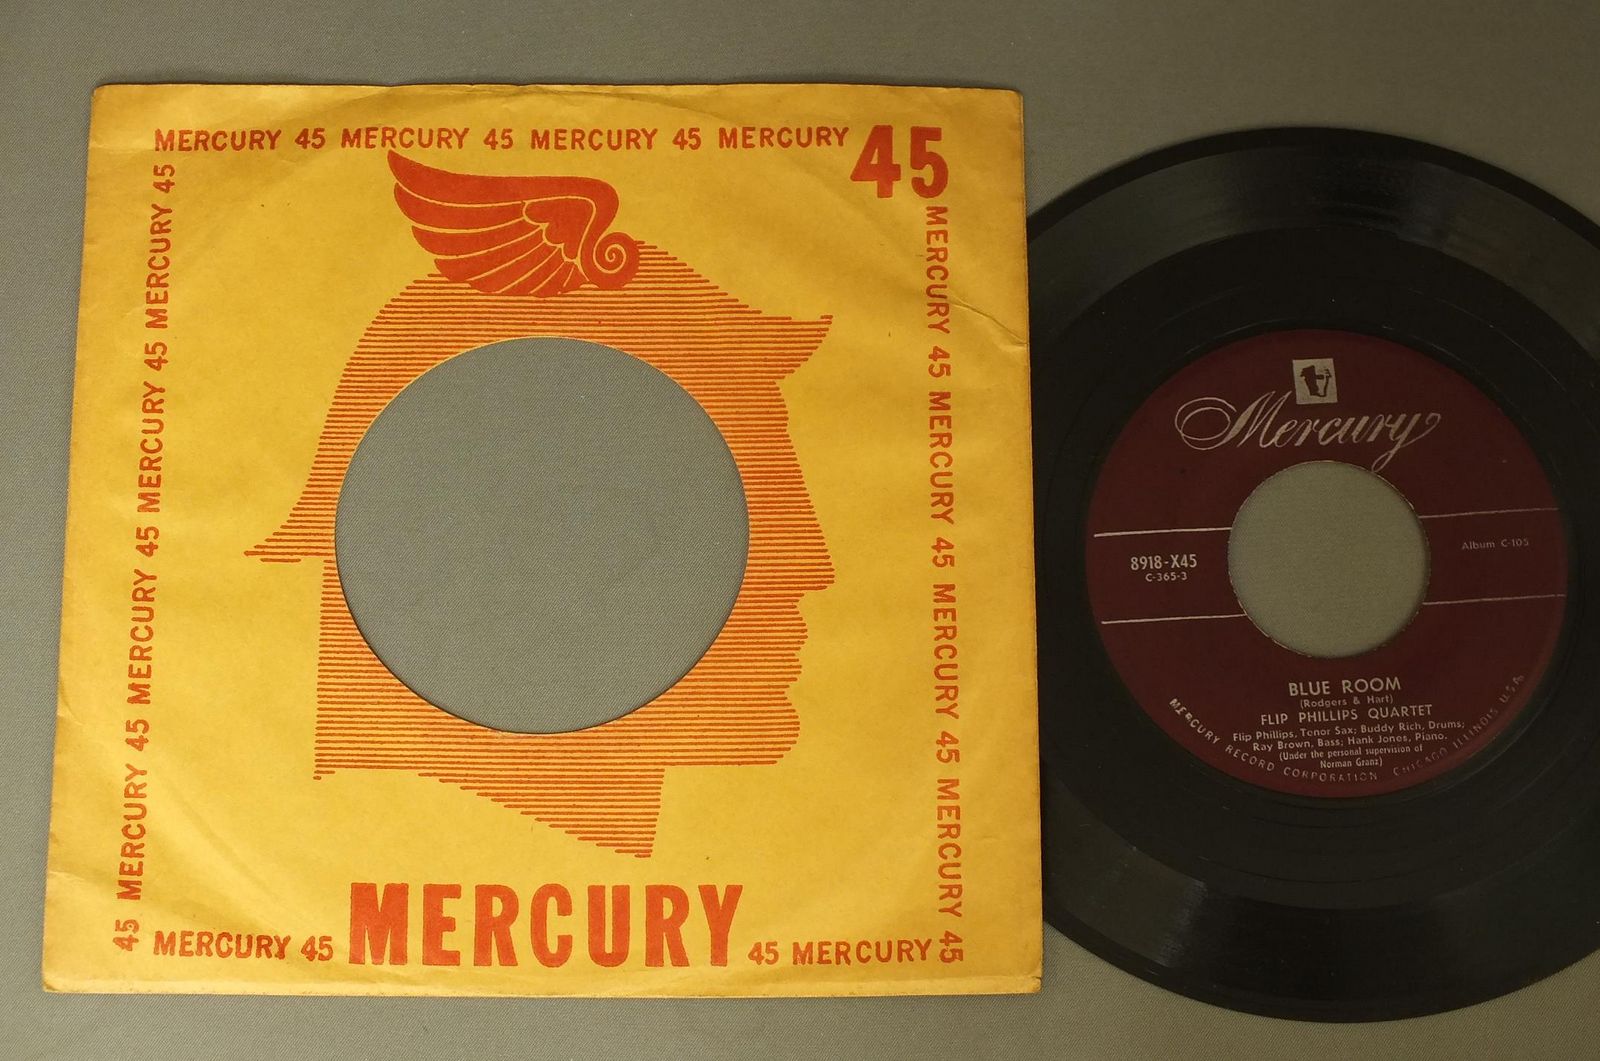 MERCURY 45 MERCURY 45 MERCURY 45 MERCURY 45
MERCURY 45 MERCURY 45 MERCURY 45 MERCURY 45
45 MERCURY 45 MERCURY 45 MERCURY 45 MERCURY 45
MERCURY 45 MERCURY 45 MERCURY
Mercury
8918-X45
C-365-3
Album C-105
BLUE ROOM
(Rodgers & Hart)
FLIP PHILLIPS QUARTET
Flip Phillips, Tenor Sax; Buddy Rich, Drums;
Ray Brown, Bass; Hank Jones, Piano.
(Under the personal supervision of
Norman Granz)
MERCURY RECORD CORPORATION CHICAGO ILLINOIS U.S.A.